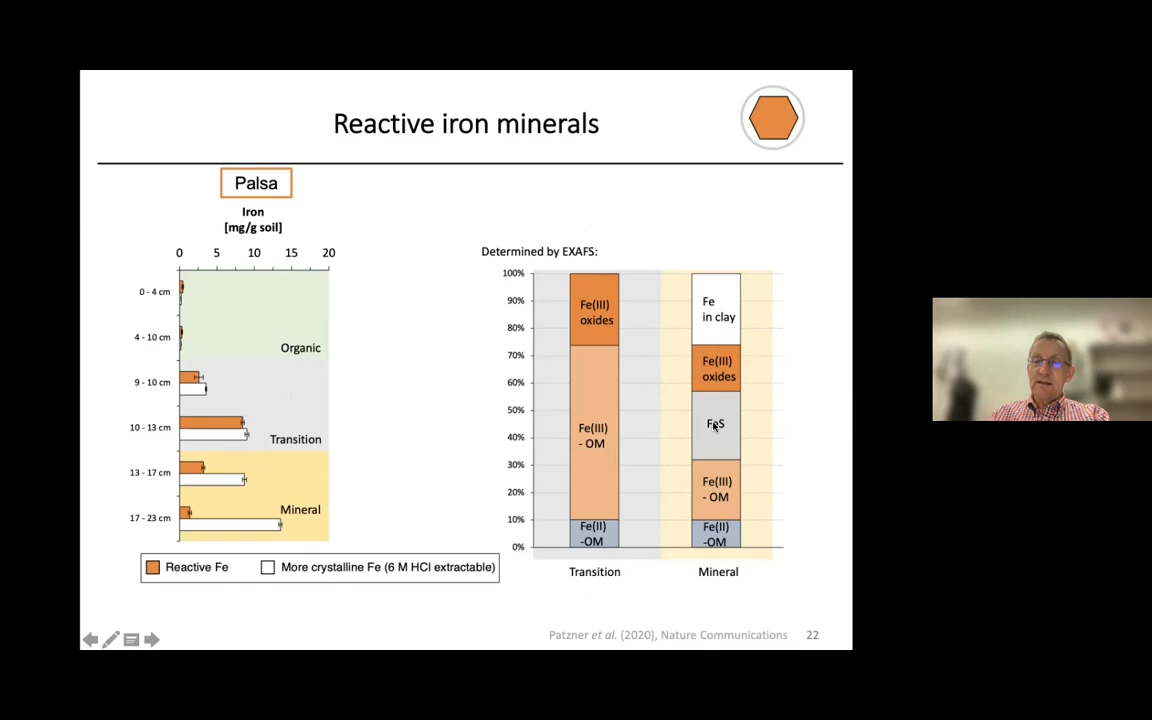 Reactive iron minerals
Palsa
Iron
[mg/g soil]
0 5 10 15 20
0 - 4 cm
4 - 10 cm
Organic
9 - 10 cm
10 - 13 cm
Transition
13 - 17 cm
Mineral
17 - 23 cm
Reactive Fe
More crystalline Fe (6 M HCl extractable)
Determined by EXAFS:
100%
90%
80%
70%
60%
50%
40%
30%
20%
10%
0%
Fe(III)
oxides
Fe(III)
- OM
Fe(II)
-OM
Fe
in clay
Fe(III)
oxides
FeS
Fe(III)
- OM
Fe(II)
-OM
Transition
Mineral
Patzner et al. (2020), Nature Communications 22